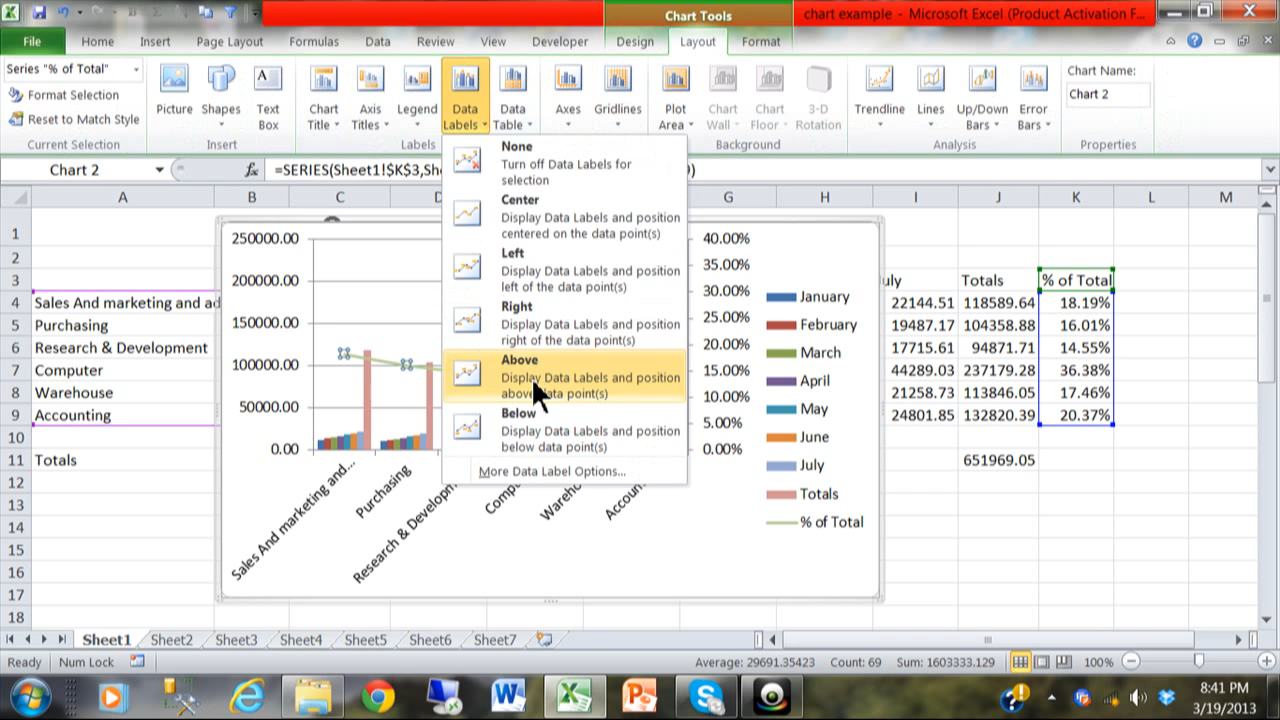 Chart Tools
chart example - Microsoft Excel (Product Activation F...
File Home Insert Page Layout Formulas Data Review View Developer Design Layout Format
Series "% of Total"
Format Selection
Reset to Match Style
Current Selection
Picture Shapes Text Box
Insert
Chart Title Axis Titles Legend Data Labels Data Table
Labels
Axes Gridlines
Plot Area Chart Wall Chart Floor 3-D Rotation
Background
Trendline Lines Up/Down Bars Error Bars
Analysis
Chart Name:
Chart 2
Properties
Chart 2 fx =SERIES(Sheet1!$K$3,She )
A B C D G H I J K L M
None
Turn off Data Labels for
selection
Center
Display Data Labels and position
centered on the data point(s)
Left
Display Data Labels and position
left of the data point(s)
Right
Display Data Labels and position
right of the data point(s)
Above
Display Data Labels and position
above data point(s)
Below
Display Data Labels and position
below data point(s)
More Data Label Options...
1
2
3 uly Totals % of Total
4 Sales And marketing and ad 22144.51 118589.64 18.19%
5 Purchasing 19487.17 104358.88 16.01%
6 Research & Development 17715.61 94871.71 14.55%
7 Computer 44289.03 237179.28 36.38%
8 Warehouse 21258.73 113846.05 17.46%
9 Accounting 24801.85 132820.39 20.37%
10
11 Totals 651969.05
12
13
14
15
16
17
18
250000.00
200000.00
150000.00
100000.00
50000.00
0.00
40.00%
35.00%
30.00%
25.00%
20.00%
15.00%
10.00%
5.00%
0.00%
Sales And marketing and...
Purchasing
Research & Developm
Compu
Wareho
Accoun
January
February
March
April
May
June
July
Totals
% of Total
Sheet1 Sheet2 Sheet3 Sheet4 Sheet5 Sheet6 Sheet7
Ready Num Lock Average: 29691.35423 Count: 69 Sum: 1603333.129 100%
8:41 PM
3/19/2013